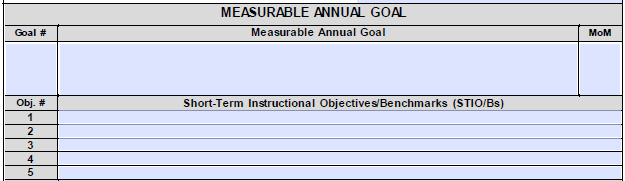 MEASURABLE ANNUAL GOAL
Goal # Measurable Annual Goal MoM
Obj. # Short-Term Instructional Objectives/Benchmarks (STIO/Bs)
1
2
3
4
5